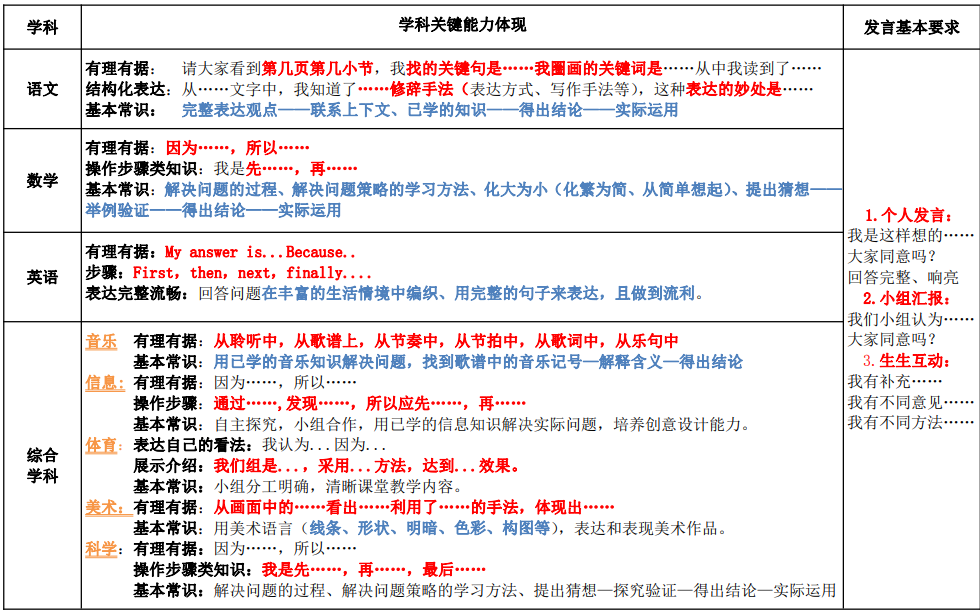 学科
学科关键能力体现
发言基本要求
语文
有理有据： 请大家看到第几页第几小节，我找的关键句是……我圈画的关键词是……从中我读到了……
结构化表达：从……文字中，我知道了……修辞手法（表达方式、写作手法等），这种表达的妙处是……
基本常识： 完整表达观点——联系上下文、已学的知识——得出结论——实际运用
数学
有理有据：因为……，所以……
操作步骤类知识：我是先……，再……
基本常识：解决问题的过程、解决问题策略的学习方法、化大为小（化繁为简、从简单想起）、提出猜想——
举例验证——得出结论——实际运用
英语
有理有据：My answer is...Because..
步骤：First, then, next, finally....
表达完整流畅：回答问题在丰富的生活情境中编织、用完整的句子来表达，且做到流利。
综合
学科
音乐 有理有据：从聆听中，从歌谱上，从节奏中，从节拍中，从歌词中，从乐句中
基本常识：用已学的音乐知识解决问题，找到歌谱中的音乐记号—解释含义—得出结论
信息：有理有据：因为……，所以……
操作步骤：通过……,发现……，所以应先……，再……
基本常识：自主探究，小组合作，用已学的信息知识解决实际问题，培养创意设计能力。
体育：表达自己的看法：我认为...因为...
展示介绍：我们组是...，采用...方法，达到...效果。
基本常识：小组分工明确，清晰课堂教学内容。
美术：有理有据：从画面中的……看出……利用了……的手法，体现出……
基本常识：用美术语言（线条、形状、明暗、色彩、构图等），表达和表现美术作品。
科学：有理有据：因为……，所以……
操作步骤类知识：我是先……，再……，最后……
基本常识：解决问题的过程、解决问题策略的学习方法、提出猜想—探究验证—得出结论—实际运用
1.个人发言：
我是这样想的……
大家同意吗？
回答完整、响亮
2.小组汇报：
我们小组认为……
大家同意吗？
3.生生互动：
我有补充……
我有不同意见……
我有不同方法……